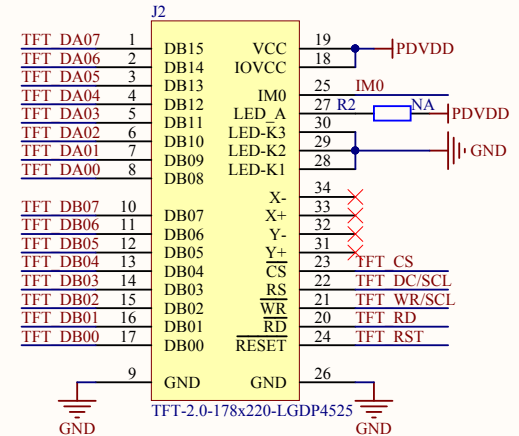 J2
TFT_DA07 1 DB15 VCC 19 PDVDD
TFT_DA06 2 DB14 IOVCC 18
TFT_DA05 3 DB13
TFT_DA04 4 DB12 IM0 25 IM0
TFT_DA03 5 DB11 LED_A 27 R2 NA PDVDD
TFT_DA02 6 DB10 LED-K3 30
TFT_DA01 7 DB09 LED-K2 29 GND
TFT_DA00 8 DB08 LED-K1 28
X- 34
TFT_DB07 10 DB07 X+ 33
TFT_DB06 11 DB06 Y- 32
TFT_DB05 12 DB05 Y+ 31
TFT_DB04 13 DB04 CS 23 TFT_CS
TFT_DB03 14 DB03 RS 22 TFT_DC/SCL
TFT_DB02 15 DB02 WR 21 TFT_WR/SCL
TFT_DB01 16 DB01 RD 20 TFT_RD
TFT_DB00 17 DB00 RESET 24 TFT_RST
9 GND GND 26
TFT-2.0-178x220-LGDP4525
GND GND